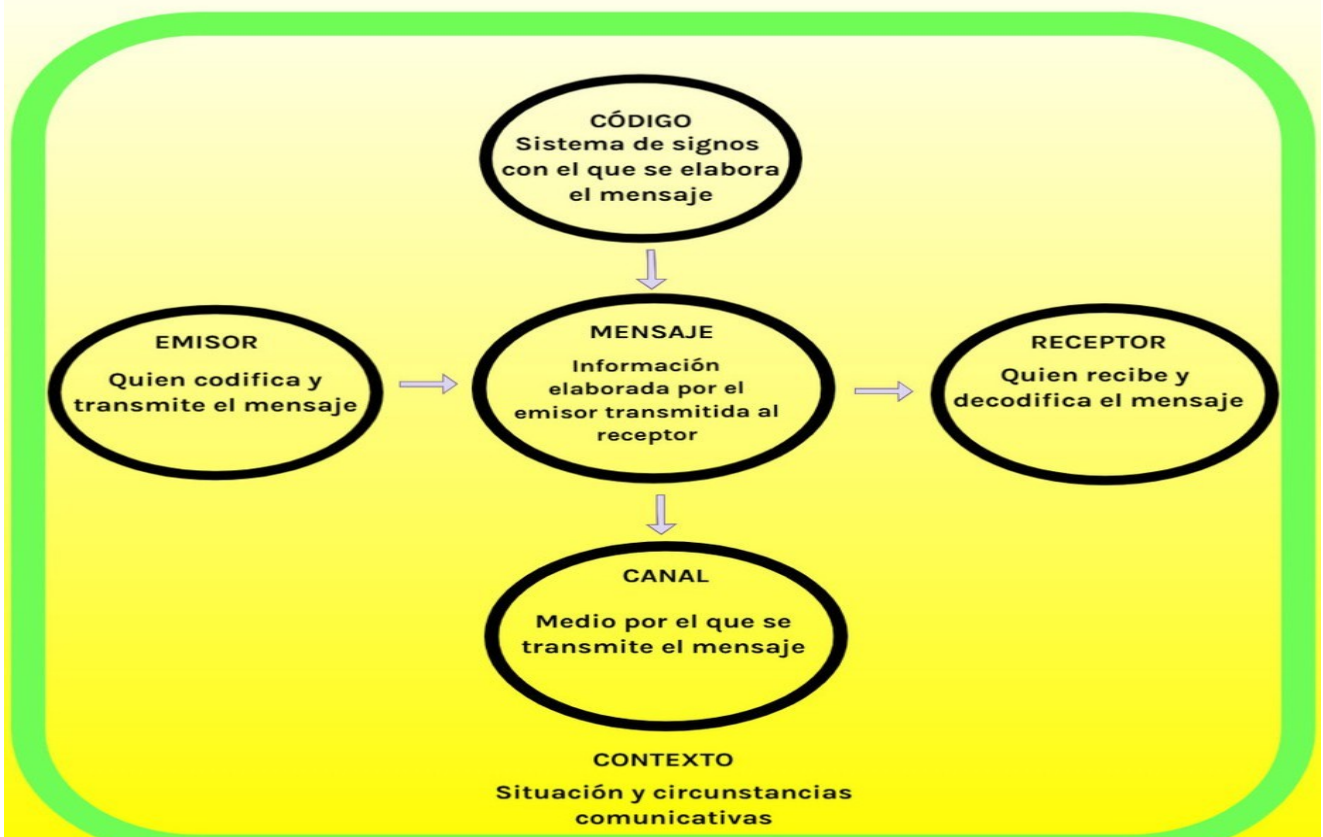 CÓDIGO
Sistema de signos
con el que se elabora
el mensaje
EMISOR
Quien codifica y
transmite el mensaje
MENSAJE
Información
elaborada por el
emisor transmitida al
receptor
RECEPTOR
Quien recibe y
decodifica el mensaje
CANAL
Medio por el que se
transmite el mensaje
CONTEXTO
Situación y circunstancias
comunicativas